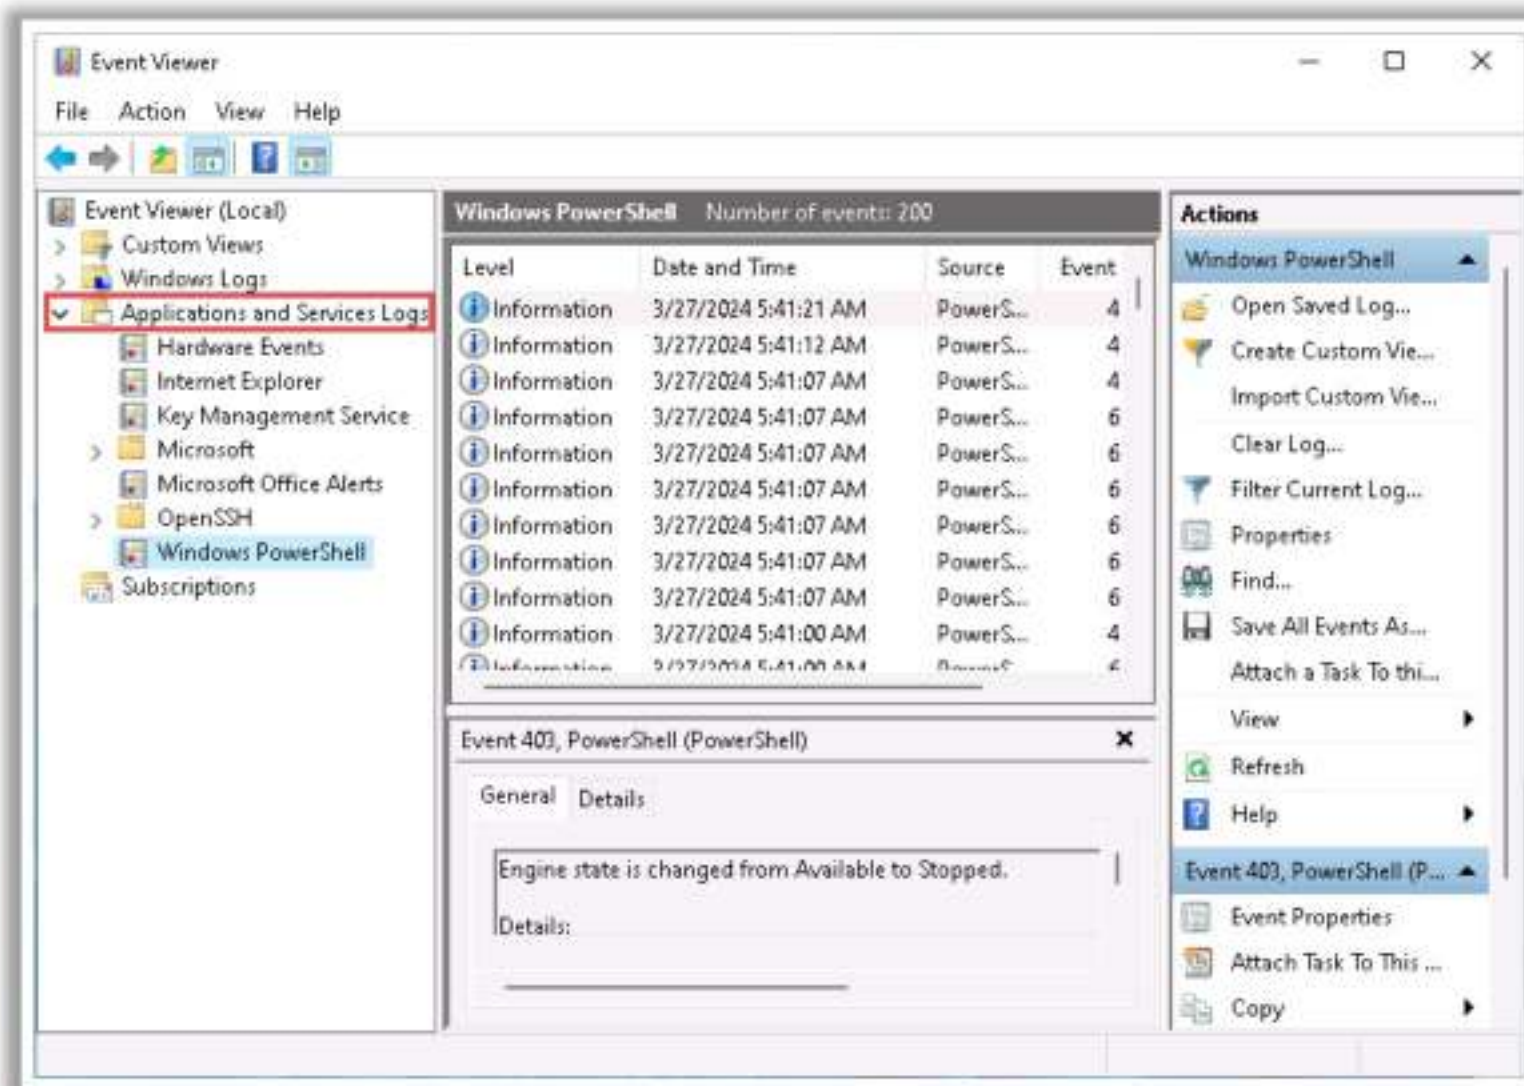 Event Viewer
File Action View Help
Event Viewer (Local)
Custom Views
Windows Logs
Applications and Services Logs
Hardware Events
Internet Explorer
Key Management Service
Microsoft
Microsoft Office Alerts
OpenSSH
Windows PowerShell
Subscriptions
Windows PowerShell Number of events: 200
Level Date and Time Source Event
Information 3/27/2024 5:41:21 AM PowerS... 4
Information 3/27/2024 5:41:12 AM PowerS... 4
Information 3/27/2024 5:41:07 AM PowerS... 4
Information 3/27/2024 5:41:07 AM PowerS... 6
Information 3/27/2024 5:41:07 AM PowerS... 6
Information 3/27/2024 5:41:07 AM PowerS... 6
Information 3/27/2024 5:41:07 AM PowerS... 6
Information 3/27/2024 5:41:07 AM PowerS... 6
Information 3/27/2024 5:41:07 AM PowerS... 6
Information 3/27/2024 5:41:00 AM PowerS... 4
Information 3/27/2024 5:41:00 AM PowerS 6
Event 403, PowerShell (PowerShell)
General Details
Engine state is changed from Available to Stopped.
Details:
Actions
Windows PowerShell
Open Saved Log...
Create Custom Vie...
Import Custom Vie...
Clear Log...
Filter Current Log...
Properties
Find...
Save All Events As...
Attach a Task To thi...
View
Refresh
Help
Event 403, PowerShell (P...
Event Properties
Attach Task To This ...
Copy